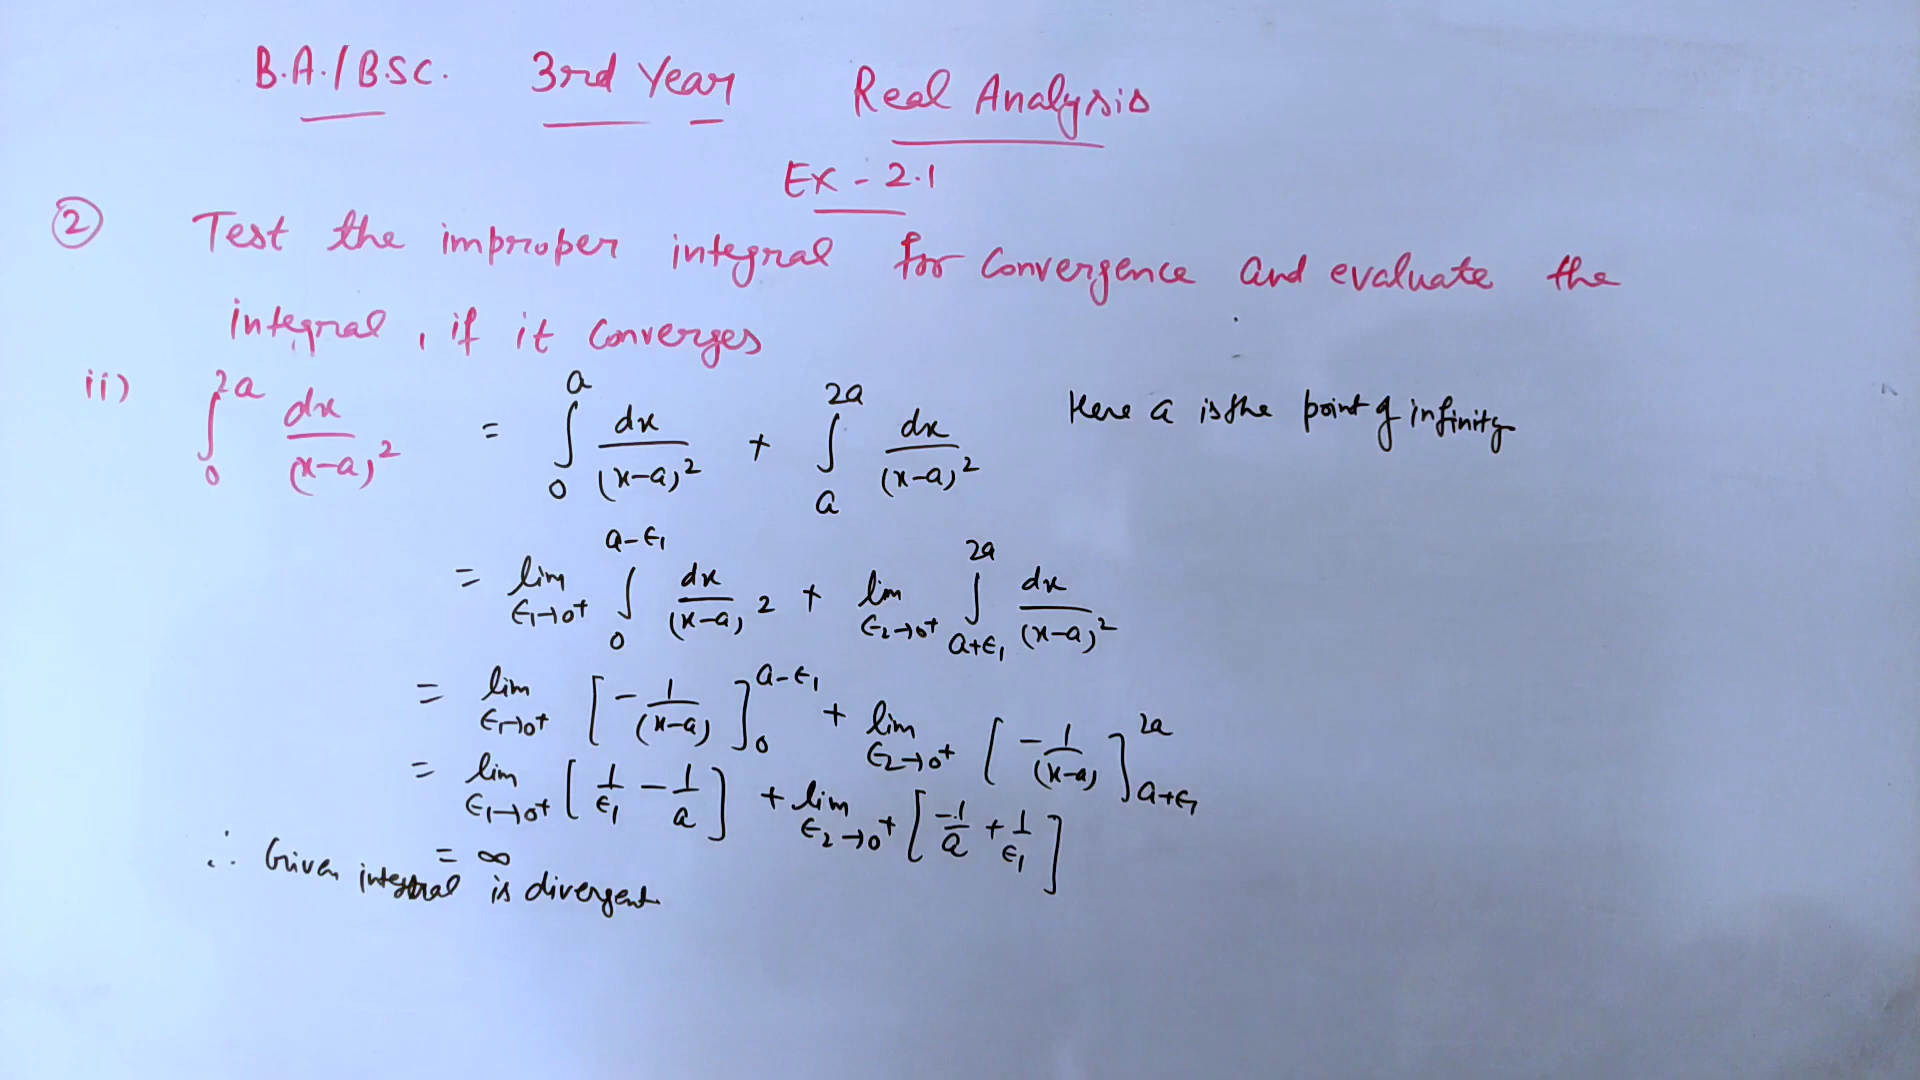 B.A./B.SC. 3rd Year Real Analysis
Ex - 2.1
② Test the improper integral for Convergence and evaluate the
integral, if it Converges
ii) ∫₀^{2a} dx/(x-a)² = ∫₀^{a} dx/(x-a)² + ∫ₐ^{2a} dx/(x-a)² Here a is the point of infinity
= lim_{ε₁→0+} ∫₀^{a-ε₁} dx/(x-a)² + lim_{ε₂→0+} ∫_{a+ε₁}^{2a} dx/(x-a)²
= lim_{ε₁→0+} [-1/(x-a)]₀^{a-ε₁} + lim_{ε₂→0+} [-1/(x-a)]_{a+ε₁}^{2a}
= lim_{ε₁→0+} [1/ε₁ - 1/a] + lim_{ε₂→0+} [-1/a + 1/ε₁]
= ∞
∴ Given integral is divergent.